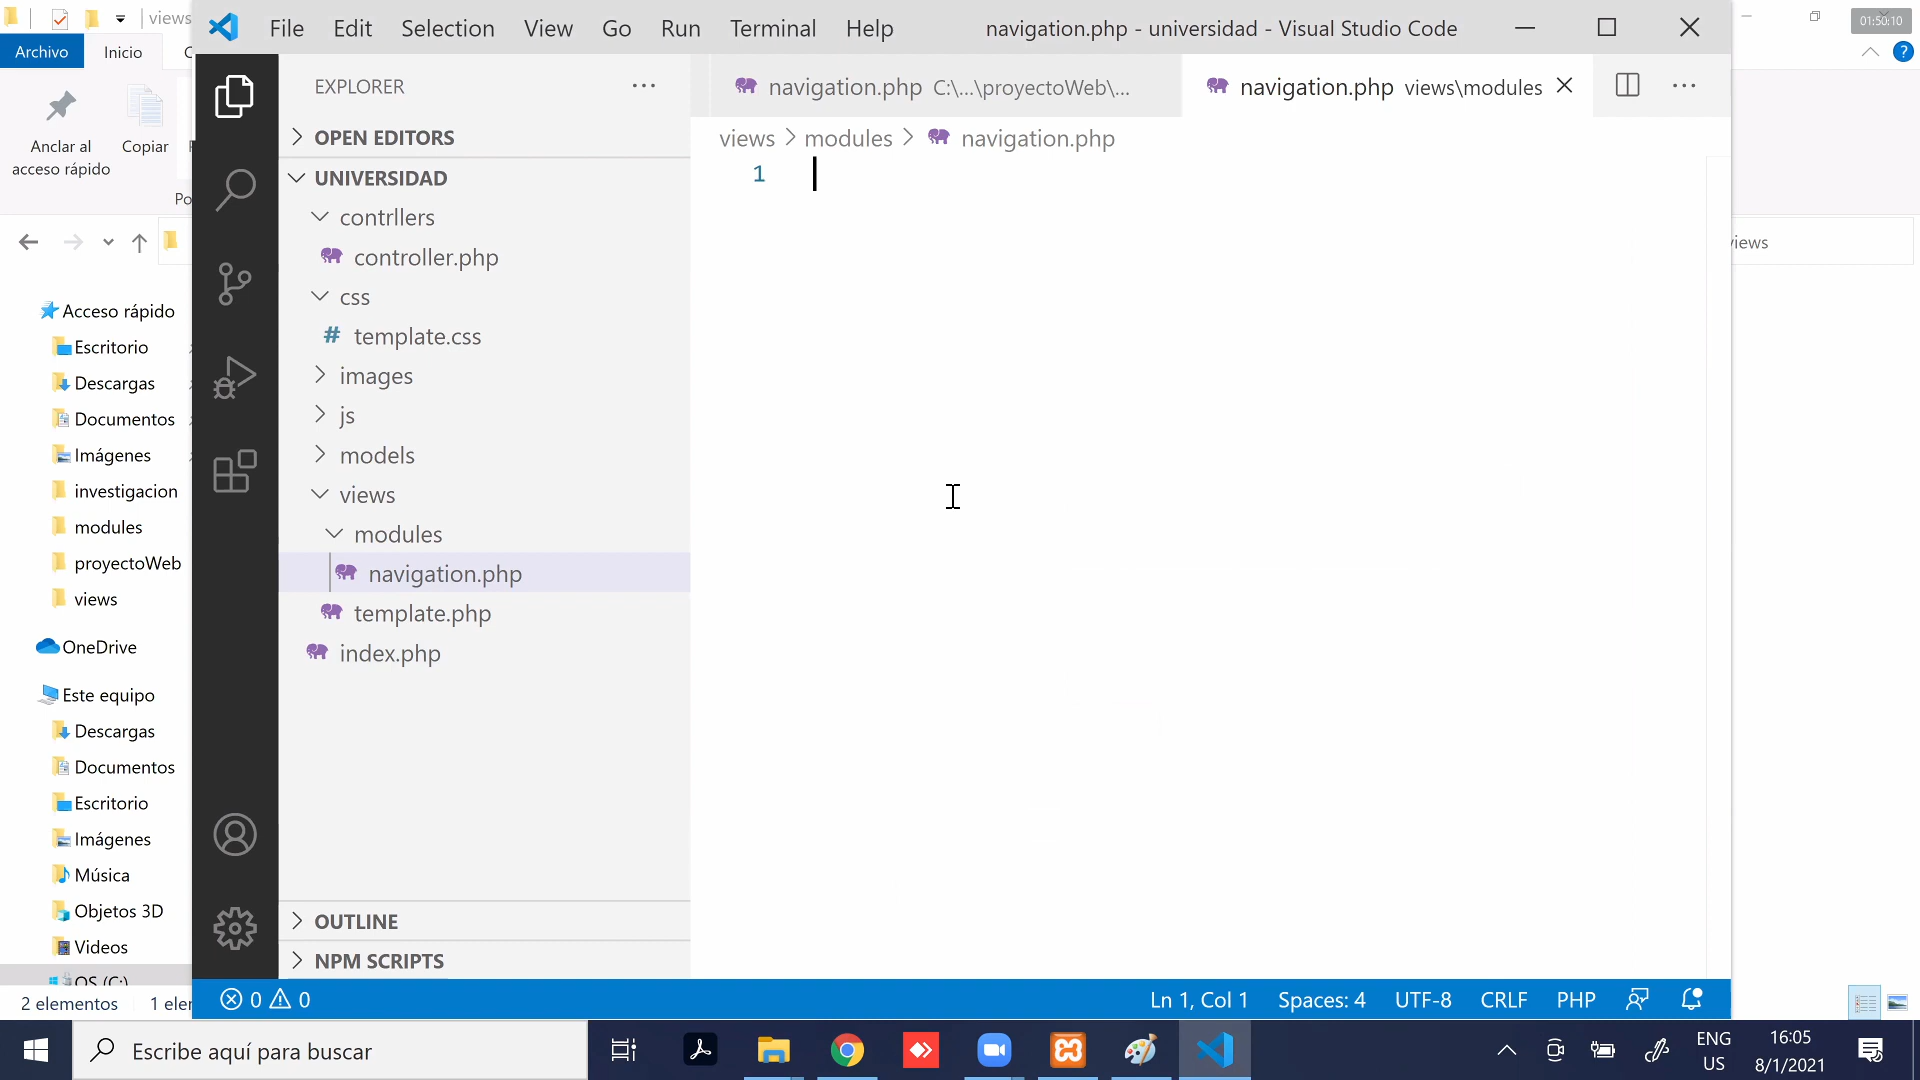 views
File Edit Selection View Go Run Terminal Help
navigation.php - universidad - Visual Studio Code
01:50:10
Archivo Inicio
?
EXPLORER
navigation.php C:\...\proyectoWeb\...
navigation.php views\modules
OPEN EDITORS
views > modules > navigation.php
Anclar al
acceso rápido
Copiar
UNIVERSIDAD
1
contrllers
controller.php
views
css
# template.css
images
js
models
views
modules
navigation.php
template.php
index.php
Acceso rápido
Escritorio
Descargas
Documentos
Imágenes
investigacion
modules
proyectoWeb
views
OneDrive
Este equipo
Descargas
Documentos
Escritorio
Imágenes
Música
Objetos 3D
Videos
OS (C:)
OUTLINE
NPM SCRIPTS
2 elementos
0 0
Ln 1, Col 1 Spaces: 4 UTF-8 CRLF PHP
Escribe aquí para buscar
ENG
US
16:05
8/1/2021